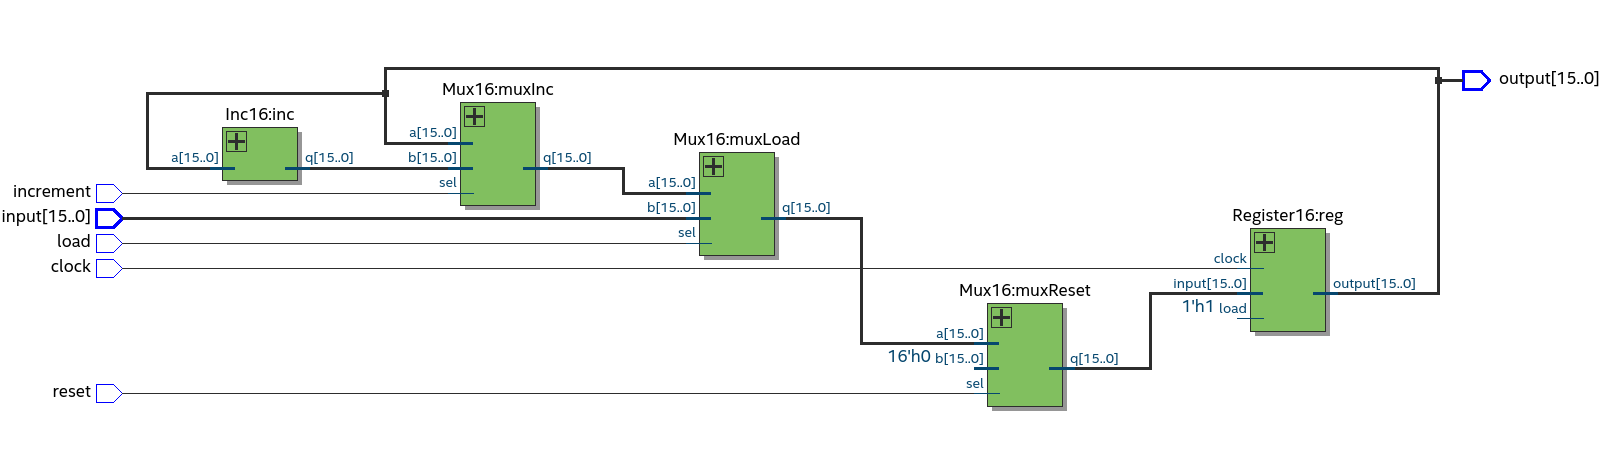 output[15..0]
Mux16:muxInc
Inc16:inc
a[15..0]
q[15..0]
a[15..0]
b[15..0]
sel
q[15..0]
Mux16:muxLoad
a[15..0]
b[15..0]
sel
q[15..0]
increment
input[15..0]
load
clock
Register16:reg
clock
input[15..0]
1'h1 load
output[15..0]
Mux16:muxReset
a[15..0]
16'h0 b[15..0]
sel
q[15..0]
reset